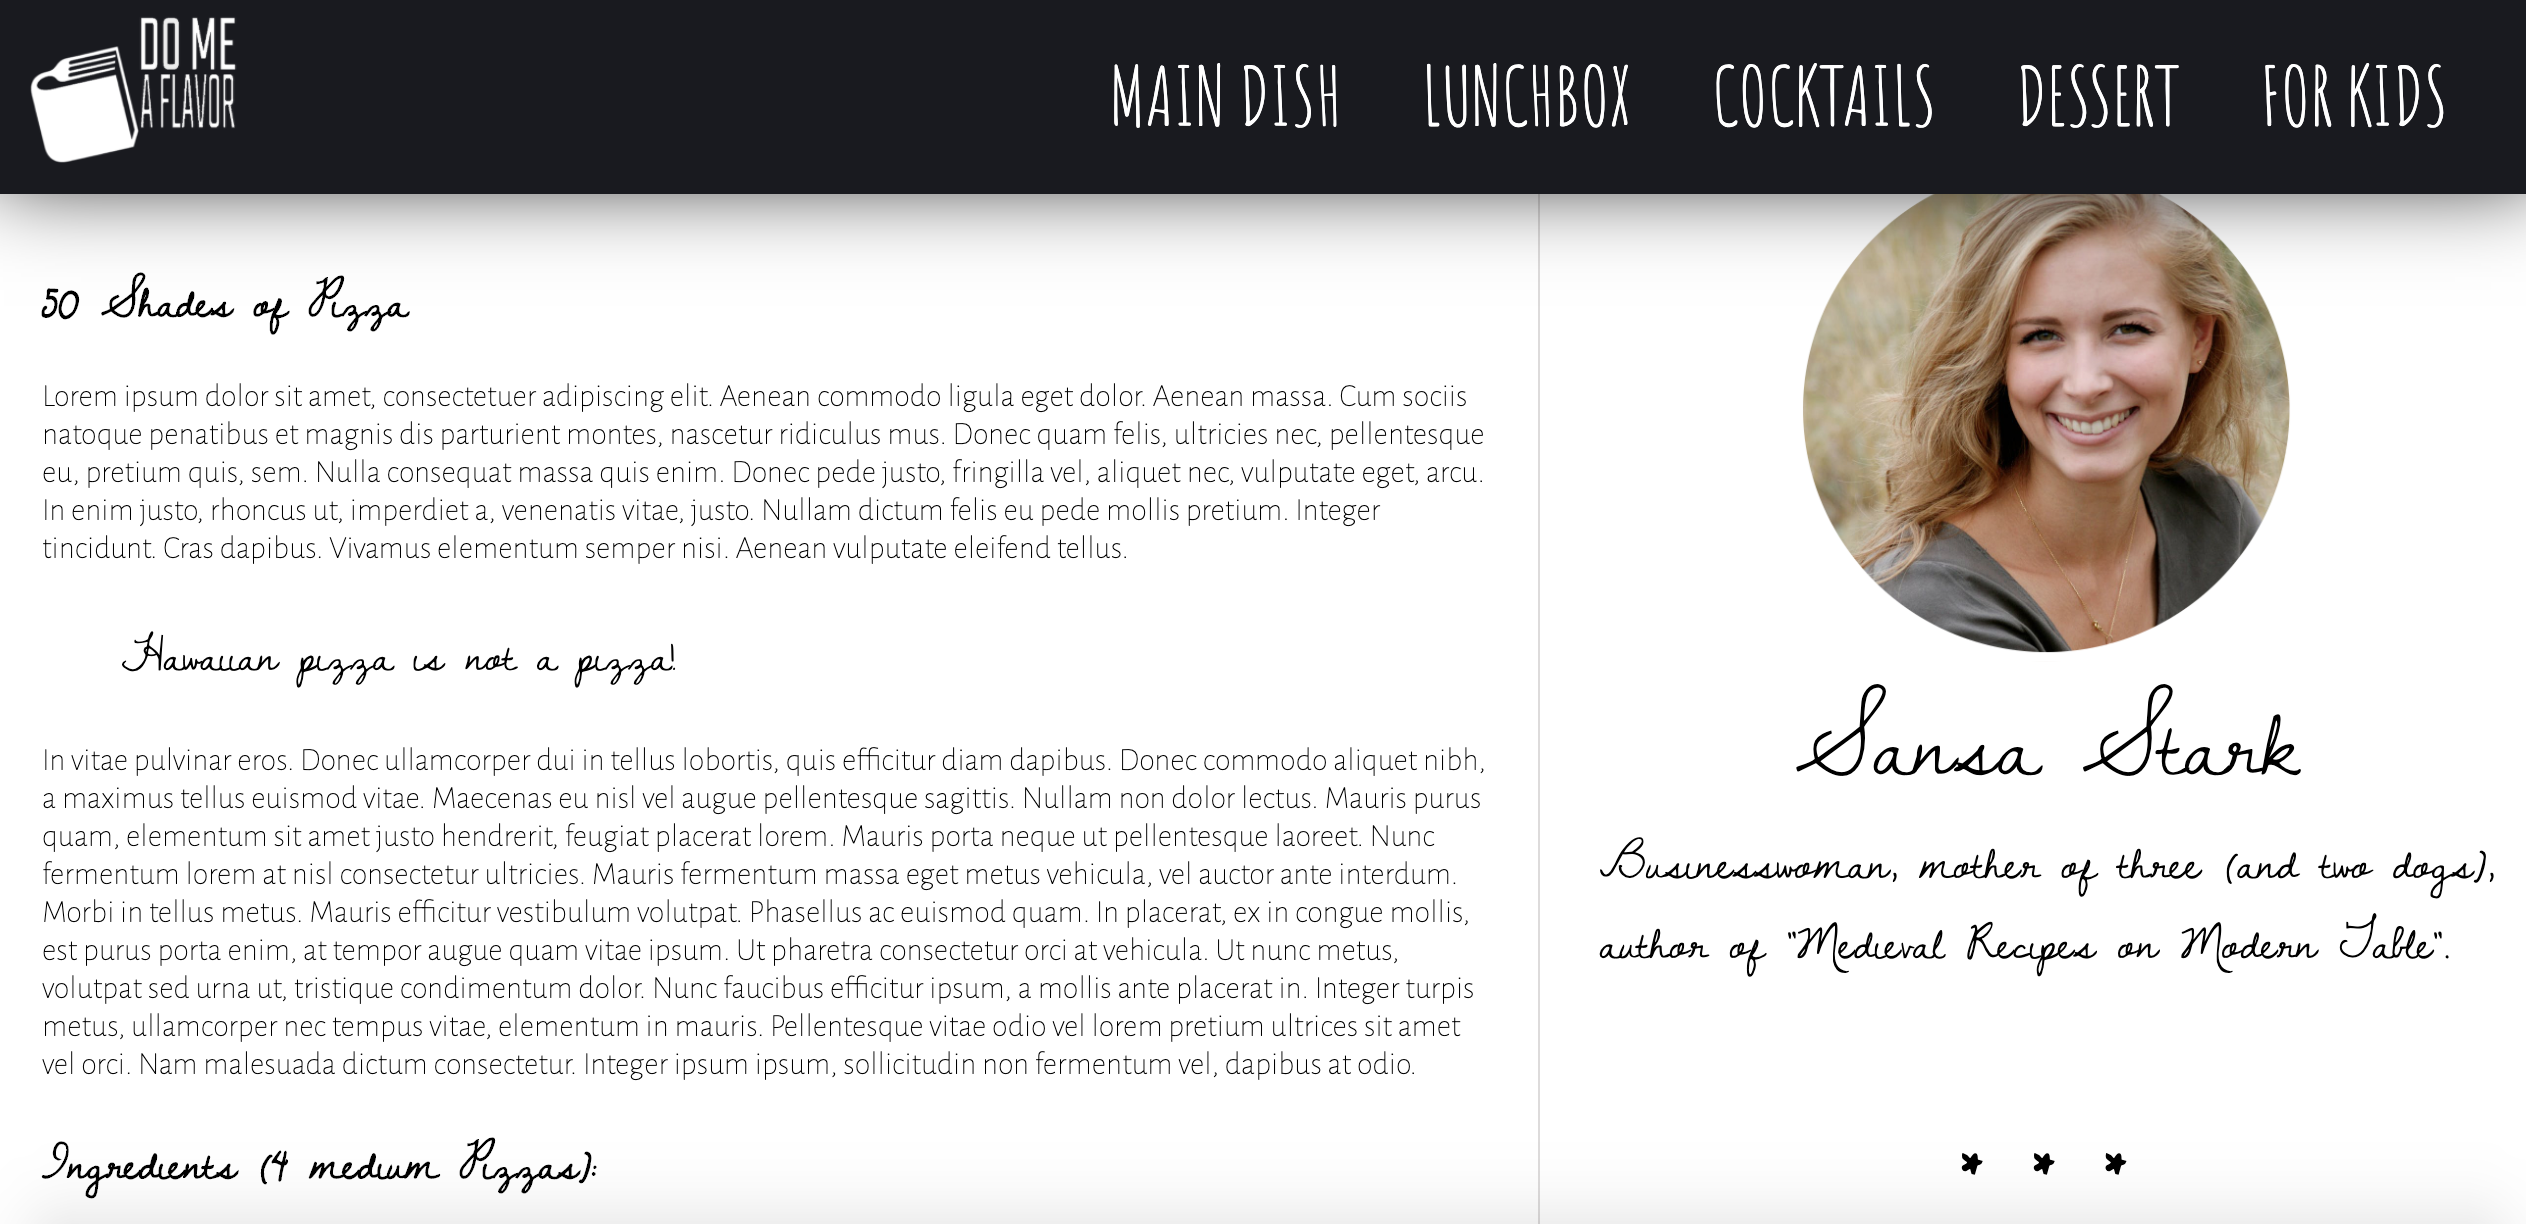 DO ME
A FLAVOR
MAIN DISH LUNCHBOX COCKTAILS DESSERT FOR KIDS
50 Shades of Pizza
Lorem ipsum dolor sit amet, consectetuer adipiscing elit. Aenean commodo ligula eget dolor. Aenean massa. Cum sociis
natoque penatibus et magnis dis parturient montes, nascetur ridiculus mus. Donec quam felis, ultricies nec, pellentesque
eu, pretium quis, sem. Nulla consequat massa quis enim. Donec pede justo, fringilla vel, aliquet nec, vulputate eget, arcu.
In enim justo, rhoncus ut, imperdiet a, venenatis vitae, justo. Nullam dictum felis eu pede mollis pretium. Integer
tincidunt. Cras dapibus. Vivamus elementum semper nisi. Aenean vulputate eleifend tellus.
Hawaiian pizza is not a pizza!
In vitae pulvinar eros. Donec ullamcorper dui in tellus lobortis, quis efficitur diam dapibus. Donec commodo aliquet nibh,
a maximus tellus euismod vitae. Maecenas eu nisl vel augue pellentesque sagittis. Nullam non dolor lectus. Mauris purus
quam, elementum sit amet justo hendrerit, feugiat placerat lorem. Mauris porta neque ut pellentesque laoreet. Nunc
fermentum lorem at nisl consectetur ultricies. Mauris fermentum massa eget metus vehicula, vel auctor ante interdum.
Morbi in tellus metus. Mauris efficitur vestibulum volutpat. Phasellus ac euismod quam. In placerat, ex in congue mollis,
est purus porta enim, at tempor augue quam vitae ipsum. Ut pharetra consectetur orci at vehicula. Ut nunc metus,
volutpat sed urna ut, tristique condimentum dolor. Nunc faucibus efficitur ipsum, a mollis ante placerat in. Integer turpis
metus, ullamcorper nec tempus vitae, elementum in mauris. Pellentesque vitae odio vel lorem pretium ultrices sit amet
vel orci. Nam malesuada dictum consectetur. Integer ipsum ipsum, sollicitudin non fermentum vel, dapibus at odio.
Ingredients (4 medium Pizzas):
Sansa Stark
Businesswoman, mother of three (and two dogs),
author of "Medieval Recipes on Modern Table".
* * *